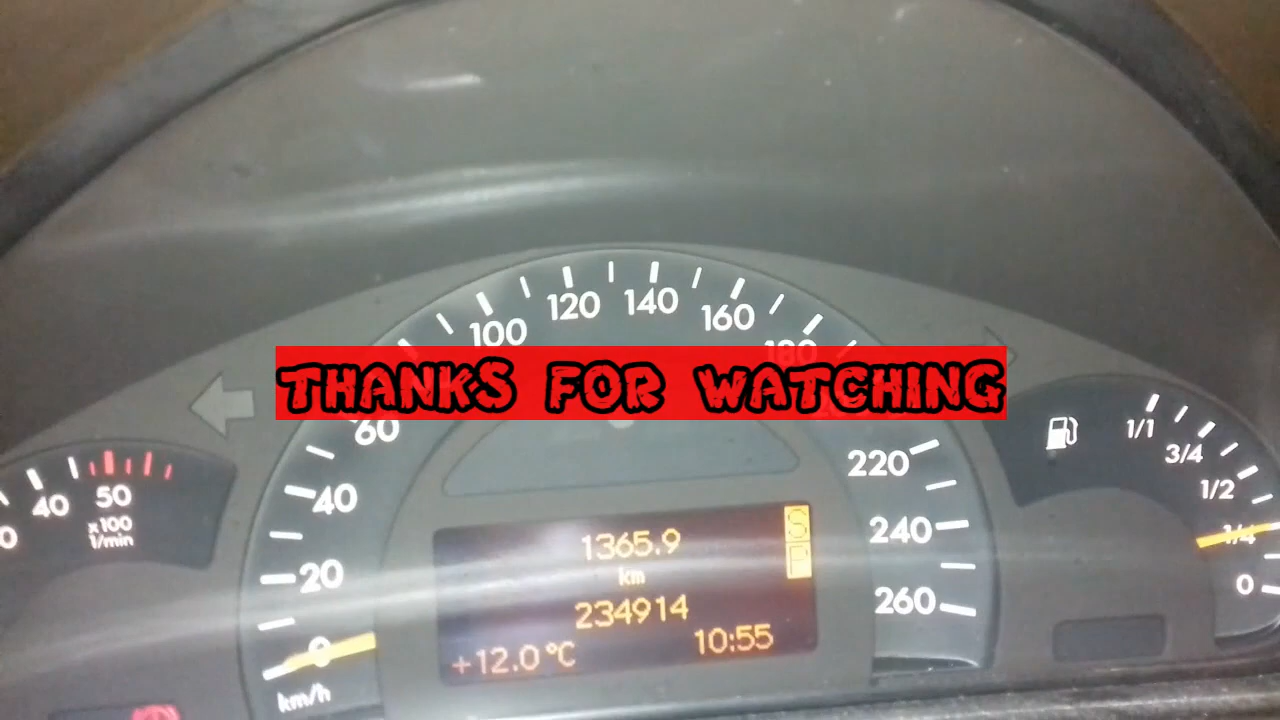 120 140
100 160
180
THANKS FOR WATCHING
60
1/1
220 3/4
40 50 40 1/2
x100
1/min
240 1/4
1365.9 S
km P
20 0
234914 260
+12.0°C 10:55
0
km/h